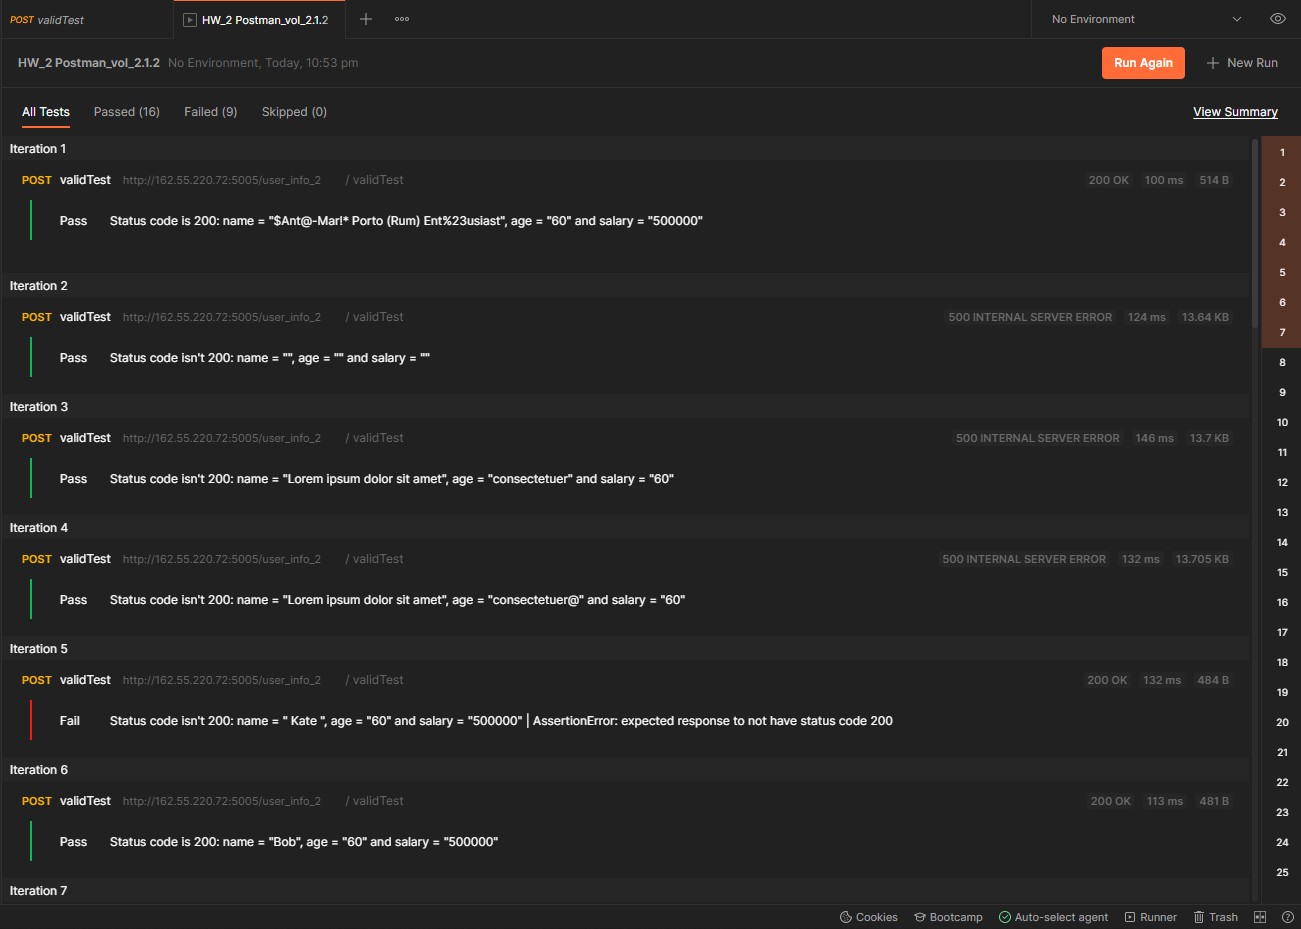 POST validTest
HW_2 Postman_vol_2.1.2
No Environment
HW_2 Postman_vol_2.1.2 No Environment, Today, 10:53 pm
Run Again
New Run
All Tests Passed (16) Failed (9) Skipped (0)
View Summary
Iteration 1
POST validTest http://162.55.220.72:5005/user_info_2 / validTest 200 OK 100 ms 514 B
Pass Status code is 200: name = "$Ant@-Mar!* Porto (Rum) Ent%23usiast", age = "60" and salary = "500000"
Iteration 2
POST validTest http://162.55.220.72:5005/user_info_2 / validTest 500 INTERNAL SERVER ERROR 124 ms 13.64 KB
Pass Status code isn't 200: name = "", age = "" and salary = ""
Iteration 3
POST validTest http://162.55.220.72:5005/user_info_2 / validTest 500 INTERNAL SERVER ERROR 146 ms 13.7 KB
Pass Status code isn't 200: name = "Lorem ipsum dolor sit amet", age = "consectetuer" and salary = "60"
Iteration 4
POST validTest http://162.55.220.72:5005/user_info_2 / validTest 500 INTERNAL SERVER ERROR 132 ms 13.705 KB
Pass Status code isn't 200: name = "Lorem ipsum dolor sit amet", age = "consectetuer@" and salary = "60"
Iteration 5
POST validTest http://162.55.220.72:5005/user_info_2 / validTest 200 OK 132 ms 484 B
Fail Status code isn't 200: name = " Kate ", age = "60" and salary = "500000" | AssertionError: expected response to not have status code 200
Iteration 6
POST validTest http://162.55.220.72:5005/user_info_2 / validTest 200 OK 113 ms 481 B
Pass Status code is 200: name = "Bob", age = "60" and salary = "500000"
Iteration 7
1
2
3
4
5
6
7
8
9
10
11
12
13
14
15
16
17
18
19
20
21
22
23
24
25
Cookies Bootcamp Auto-select agent Runner Trash